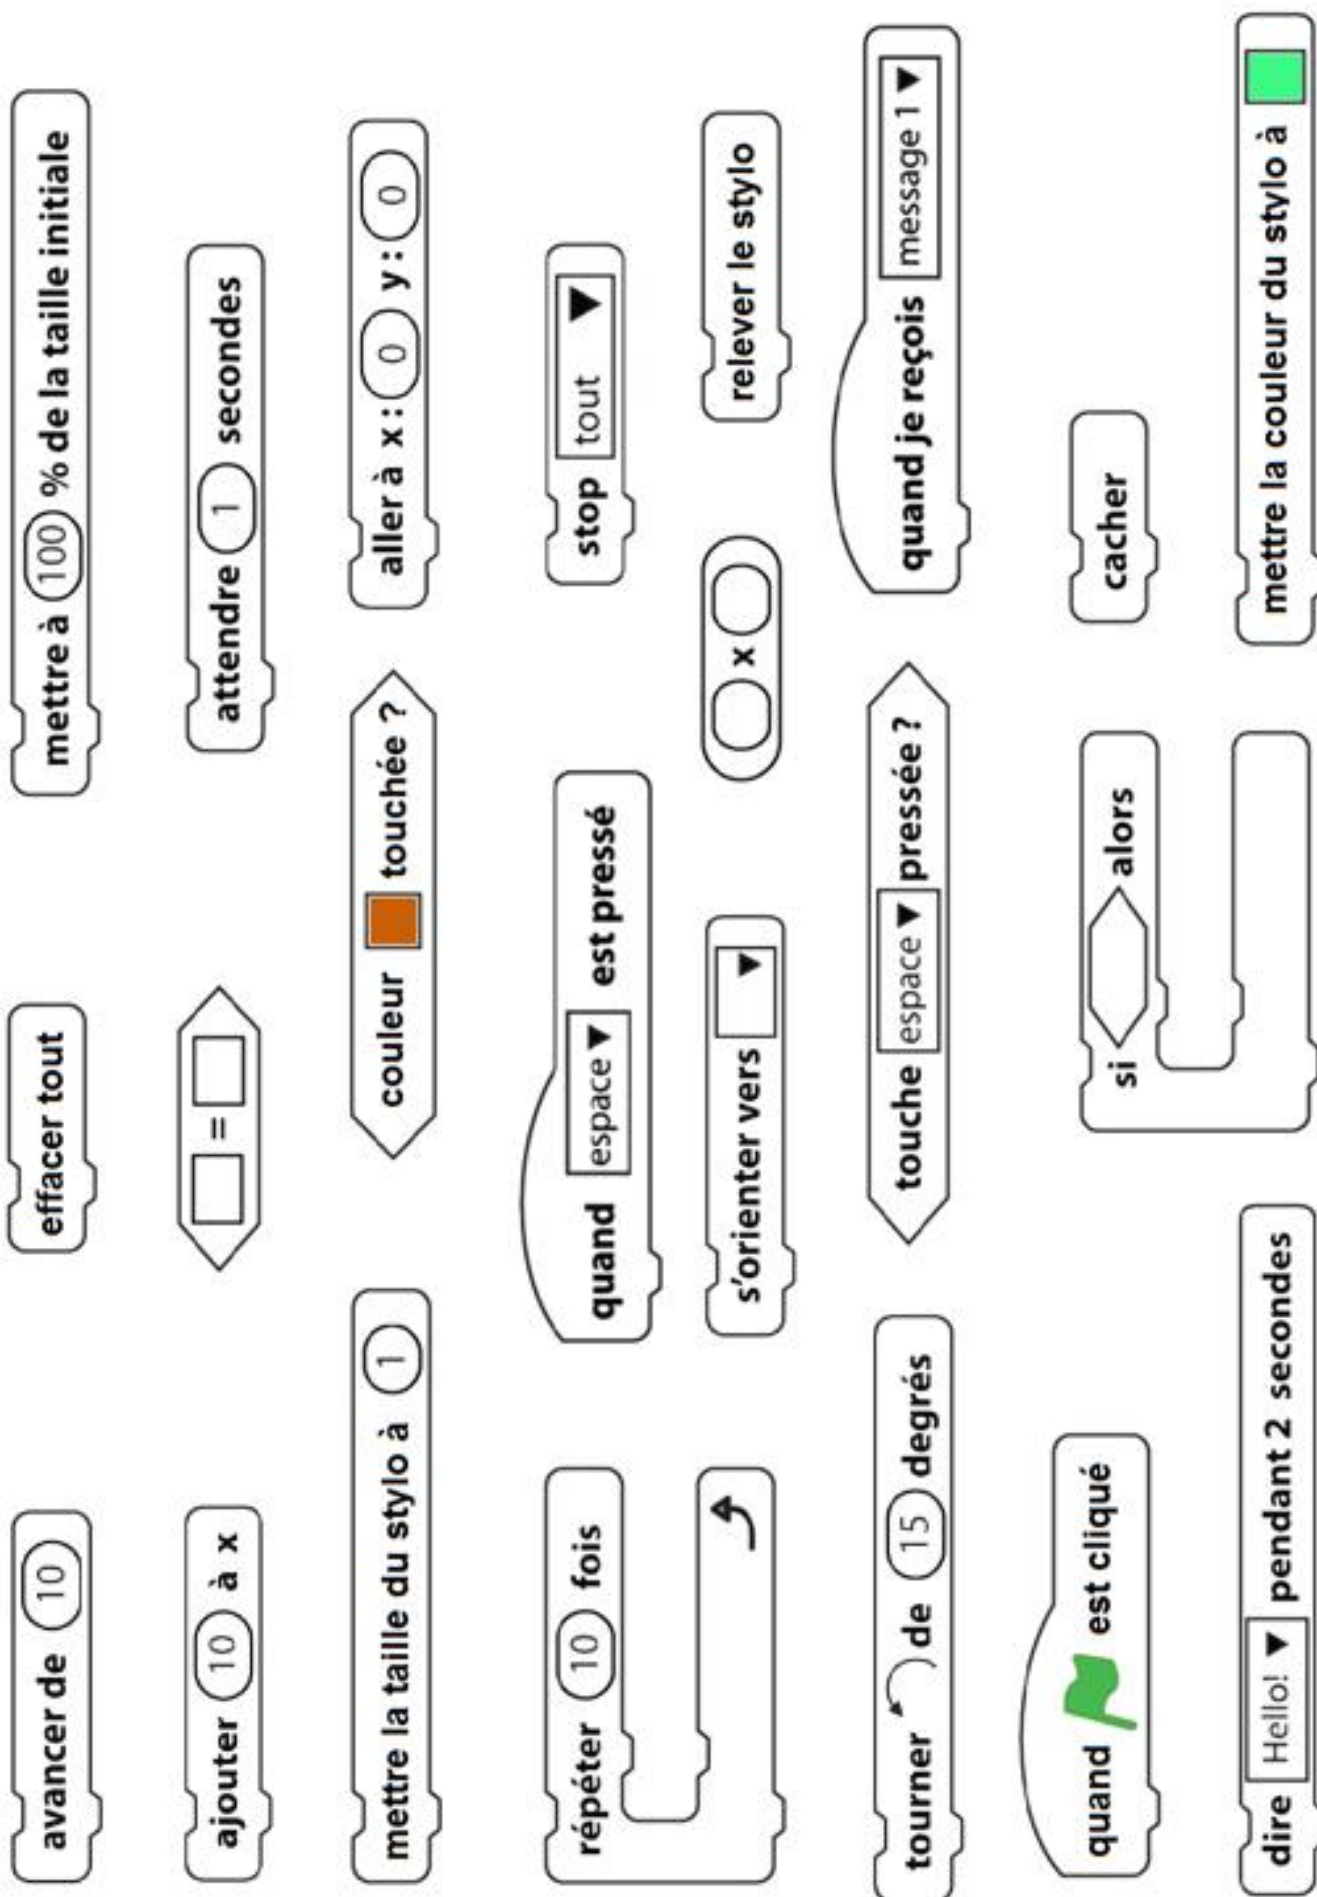 avancer de 10
effacer tout
mettre à 100 % de la taille initiale
ajouter 10 à x
=
attendre 1 secondes
mettre la taille du stylo à 1
couleur touchée ?
aller à x : 0 y : 0
répéter 10 fois
quand espace est pressé
stop tout
s'orienter vers
x
relever le stylo
tourner de 15 degrés
touche espace pressée ?
quand je reçois message 1
quand est cliqué
si alors
cacher
dire Hello! pendant 2 secondes
mettre la couleur du stylo à